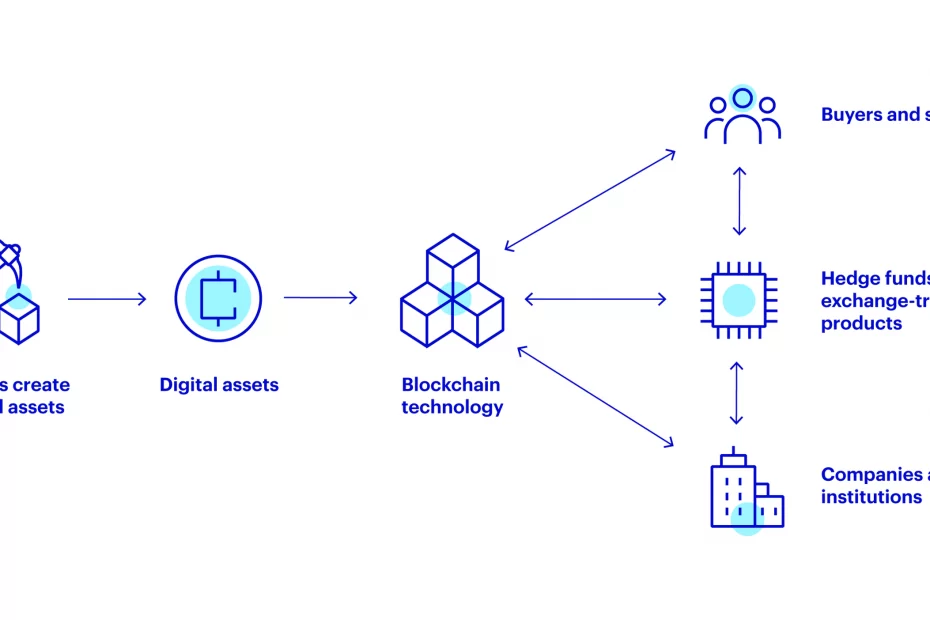 s create
l assets
Digital assets
Blockchain
technology
Buyers and s
Hedge funds
exchange-tr
products
Companies a
institutions